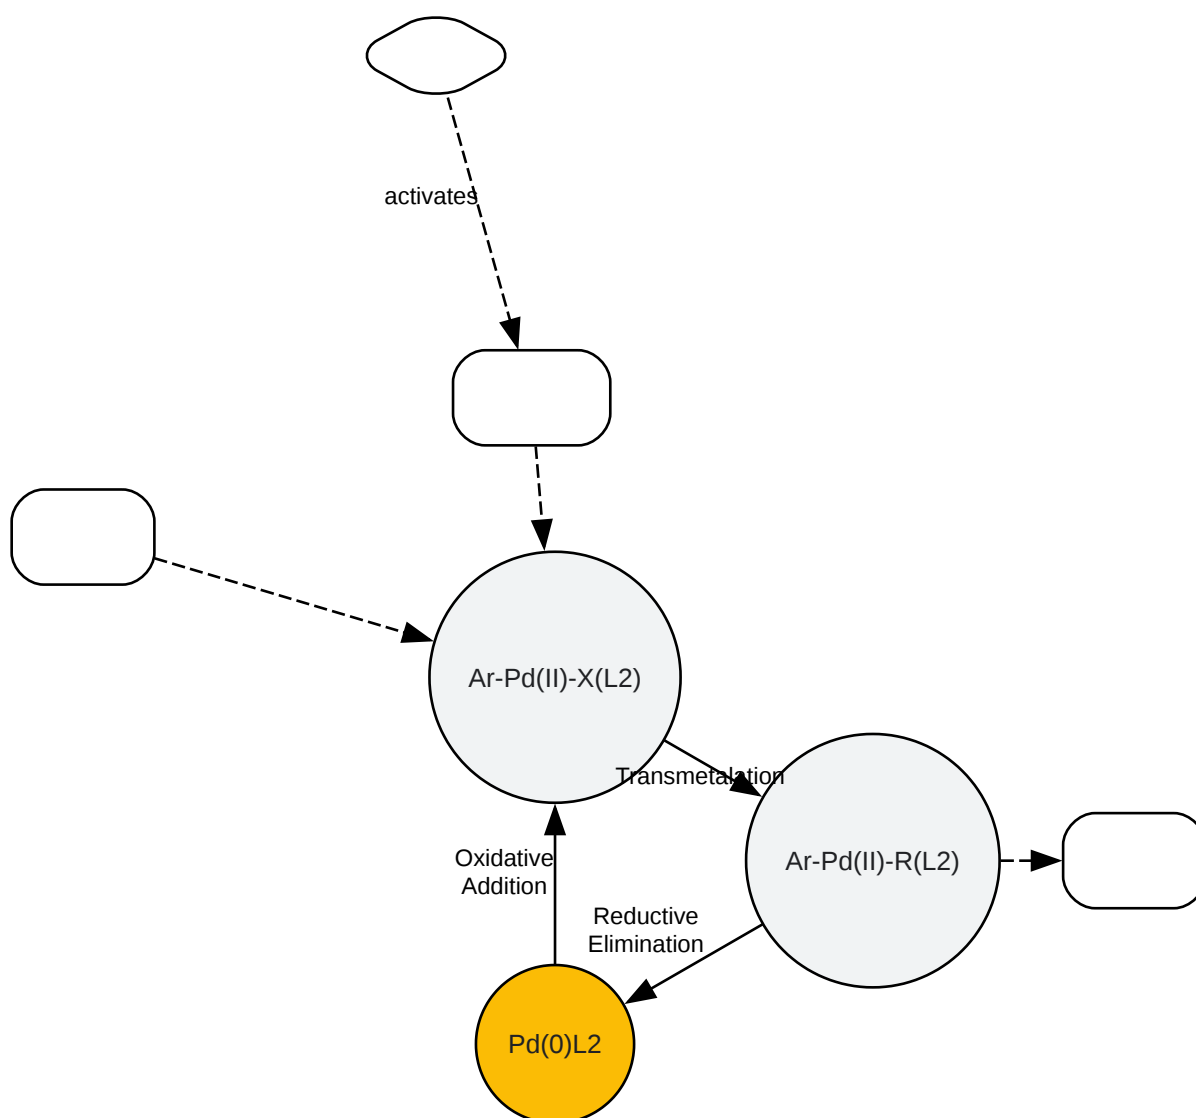 activates
Ar-Pd(II)-X(L2)
Transmetalation
Oxidative
Addition
Ar-Pd(II)-R(L2)
Reductive
Elimination
Pd(0)L2